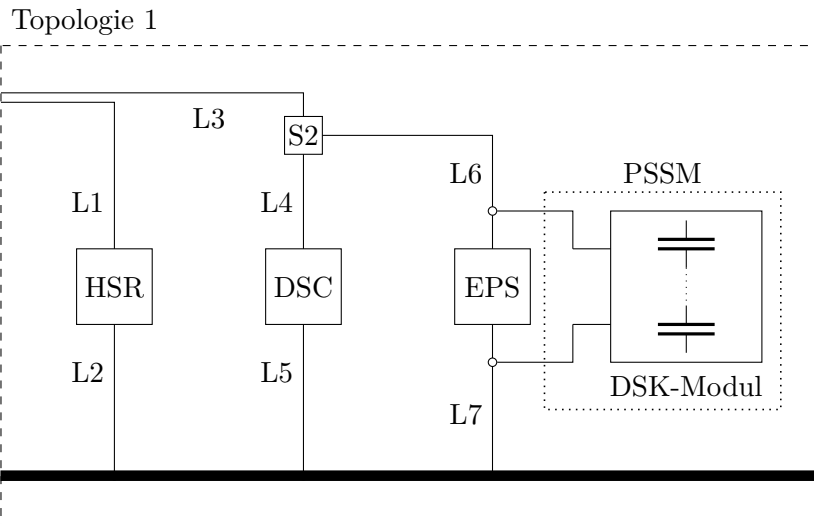 Topologie 1
L3
S2
L6
PSSM
L1
L4
HSR
DSC
EPS
L2
L5
DSK-Modul
L7